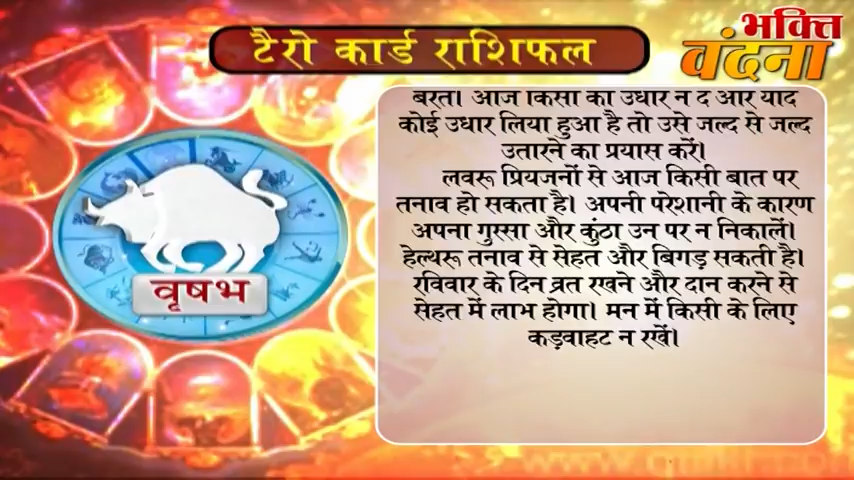 टैरो कार्ड राशिफल
भक्ति
वंदना
बरतें। आज किसी को उधार न दें और यदि
कोई उधार लिया हुआ है तो उसे जल्द से जल्द
उतारने का प्रयास करें।
लवरू प्रियजनों से आज किसी बात पर
तनाव हो सकता है। अपनी परेशानी के कारण
अपना गुस्सा और कुंठा उन पर न निकालें।
हेल्थरू तनाव से सेहत और बिगड़ सकती है।
रविवार के दिन व्रत रखने और दान करने से
सेहत में लाभ होगा। मन में किसी के लिए
कड़वाहट न रखें।
वृषभ